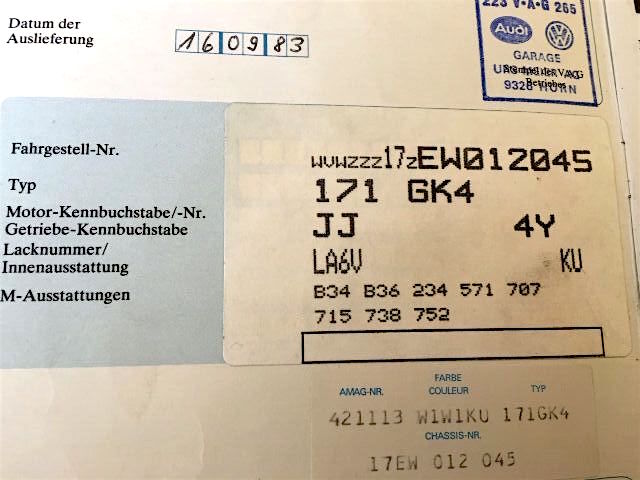 Datum der
Auslieferung
160983
223 V·A·G 265
Audi
GARAGE
9326 HORN
Fahrgestell-Nr.
WVWZZZ17ZEW012045
Typ
171 GK4
Motor-Kennbuchstabe/-Nr.
Getriebe-Kennbuchstabe
JJ 4Y
Lacknummer/
Innenausstattung
LA6V KU
M-Ausstattungen
B34 B36 234 571 707
715 738 752
AMAG-NR. FARBE COULEUR TYP
421113 W1W1KU 171GK4
CHASSIS-NR.
17EW 012 045